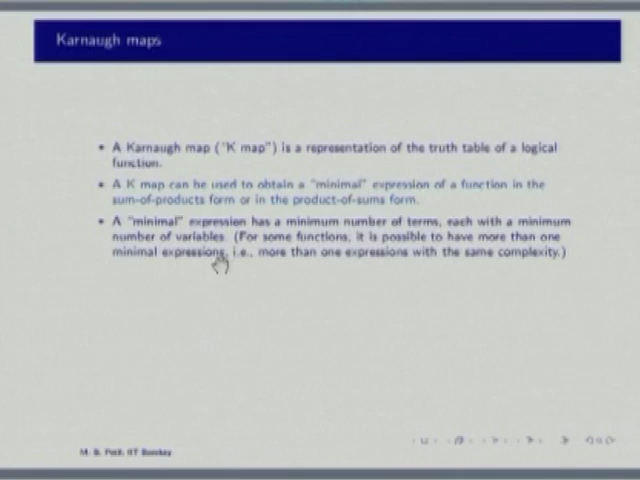 Karnaugh maps
• A Karnaugh map ("K map") is a representation of the truth table of a logical
function.
• A K map can be used to obtain a "minimal" expression of a function in the
sum-of-products form or in the product-of-sums form.
• A "minimal" expression has a minimum number of terms, each with a minimum
number of variables. (For some functions, it is possible to have more than one
minimal expressions, i.e., more than one expressions with the same complexity.)
M. B. Patil, IIT Bombay